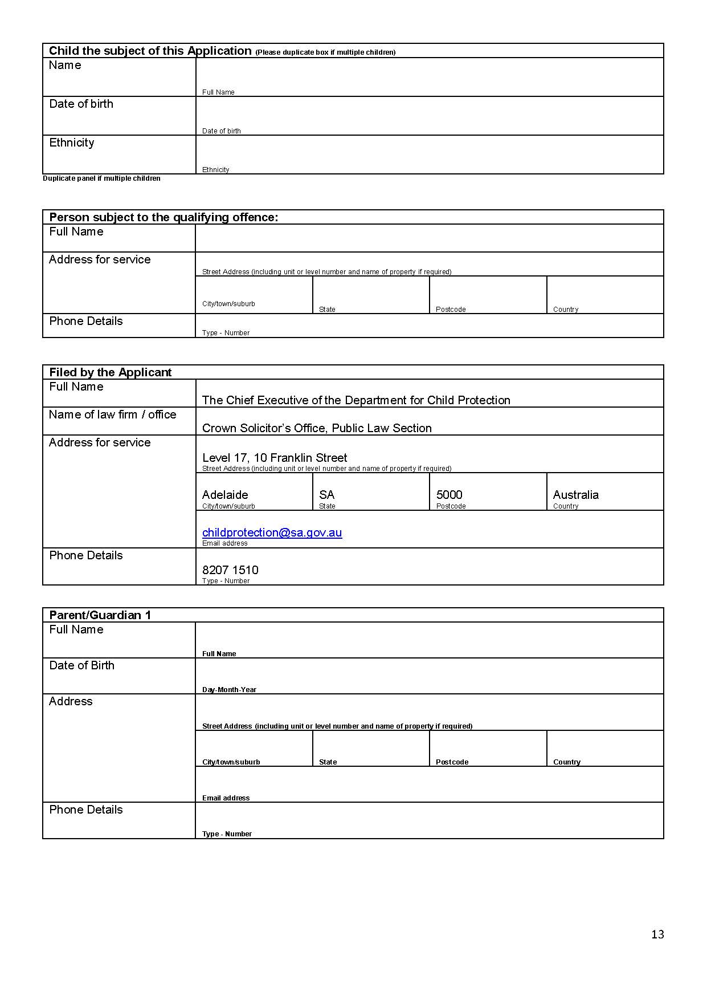 Child the subject of this Application (Please duplicate box if multiple children)
Name
Full Name
Date of birth
Date of birth
Ethnicity
Ethnicity
Duplicate panel if multiple children
Person subject to the qualifying offence:
Full Name
Address for service
Street Address (including unit or level number and name of property if required)
City/town/suburb State Postcode Country
Phone Details
Type - Number
Filed by the Applicant
Full Name
The Chief Executive of the Department for Child Protection
Name of law firm / office
Crown Solicitor’s Office, Public Law Section
Address for service
Level 17, 10 Franklin Street
Street Address (including unit or level number and name of property if required)
Adelaide SA 5000 Australia
City/town/suburb State Postcode Country
childprotection@sa.gov.au
Email address
Phone Details
8207 1510
Type - Number
Parent/Guardian 1
Full Name
Full Name
Date of Birth
Day-Month-Year
Address
Street Address (including unit or level number and name of property if required)
City/town/suburb State Postcode Country
Email address
Phone Details
Type - Number
13